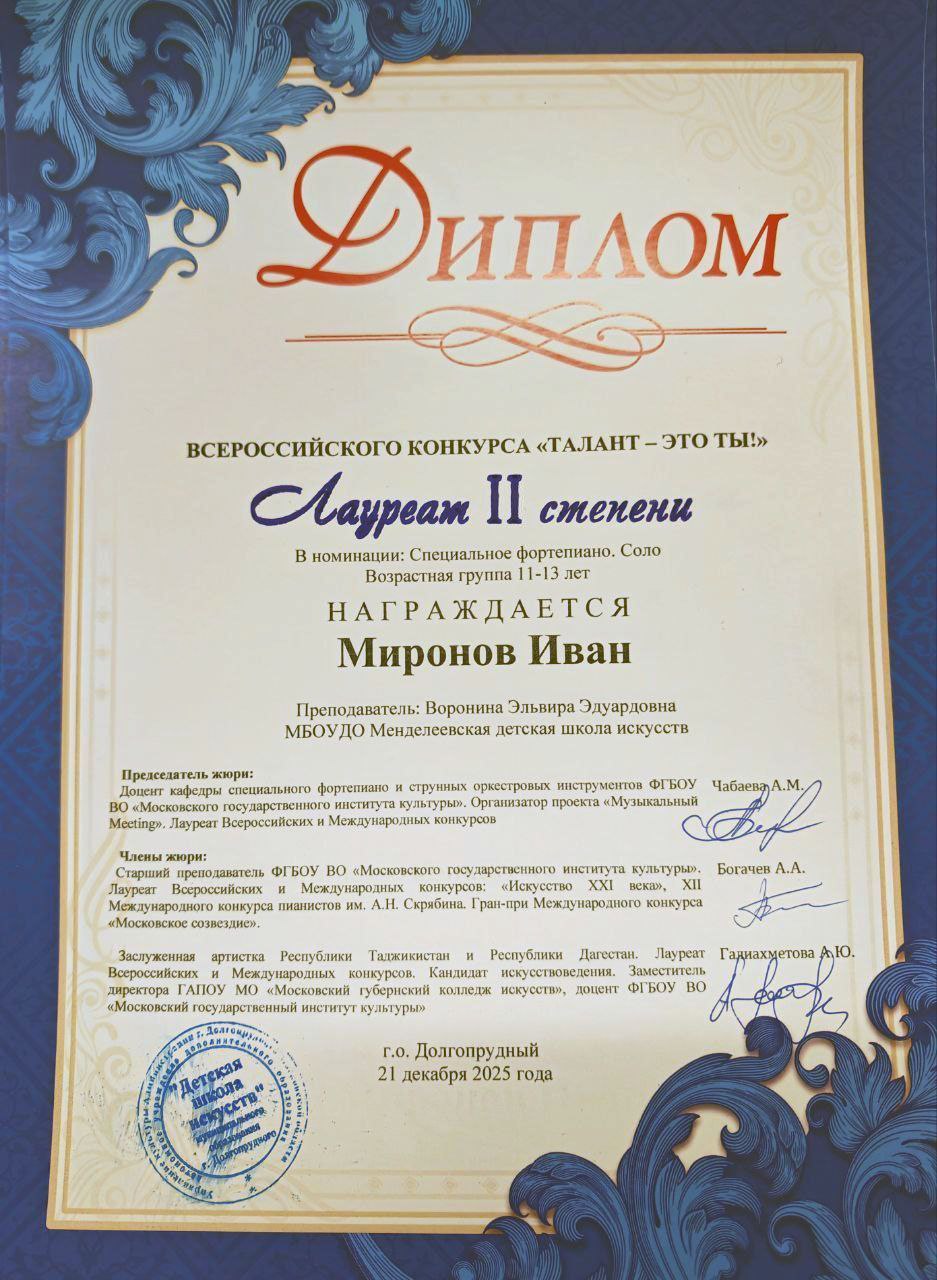 Диплом
ВСЕРОССИЙСКОГО КОНКУРСА «ТАЛАНТ – ЭТО ТЫ!»
Лауреат II степени
В номинации: Специальное фортепиано. Соло
Возрастная группа 11-13 лет
НАГРАЖДАЕТСЯ
Миронов Иван
Преподаватель: Воронина Эльвира Эдуардовна
МБОУДО Менделеевская детская школа искусств
Председатель жюри:
Доцент кафедры специального фортепиано и струнных оркестровых инструментов ФГБОУ
ВО «Московского государственного института культуры». Организатор проекта «Музыкальный
Meeting». Лауреат Всероссийских и Международных конкурсов
Чабаева А.М.
Члены жюри:
Старший преподаватель ФГБОУ ВО «Московского государственного института культуры».
Лауреат Всероссийских и Международных конкурсов: «Искусство XXI века», XII
Международного конкурса пианистов им. А.Н. Скрябина. Гран-при Международного конкурса
«Московское созвездие».
Богачев А.А.
Заслуженная артистка Республики Таджикистан и Республики Дагестан. Лауреат
Всероссийских и Международных конкурсов. Кандидат искусствоведения. Заместитель
директора ГАПОУ МО «Московский губернский колледж искусств», доцент ФГБОУ ВО
«Московский государственный институт культуры»
Галиахметова А.Ю.
г.о. Долгопрудный
21 декабря 2025 года
"Детская
школа
искусств"
муниципального
образования
г. Долгопрудного